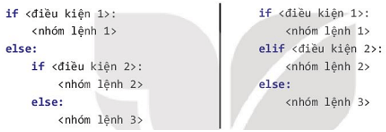 if <điều kiện 1>:
<nhóm lệnh 1>
else:
if <điều kiện 2>:
<nhóm lệnh 2>
else:
<nhóm lệnh 3>
if <điều kiện 1>:
<nhóm lệnh 1>
elif <điều kiện 2>:
<nhóm lệnh 2>
else:
<nhóm lệnh 3>